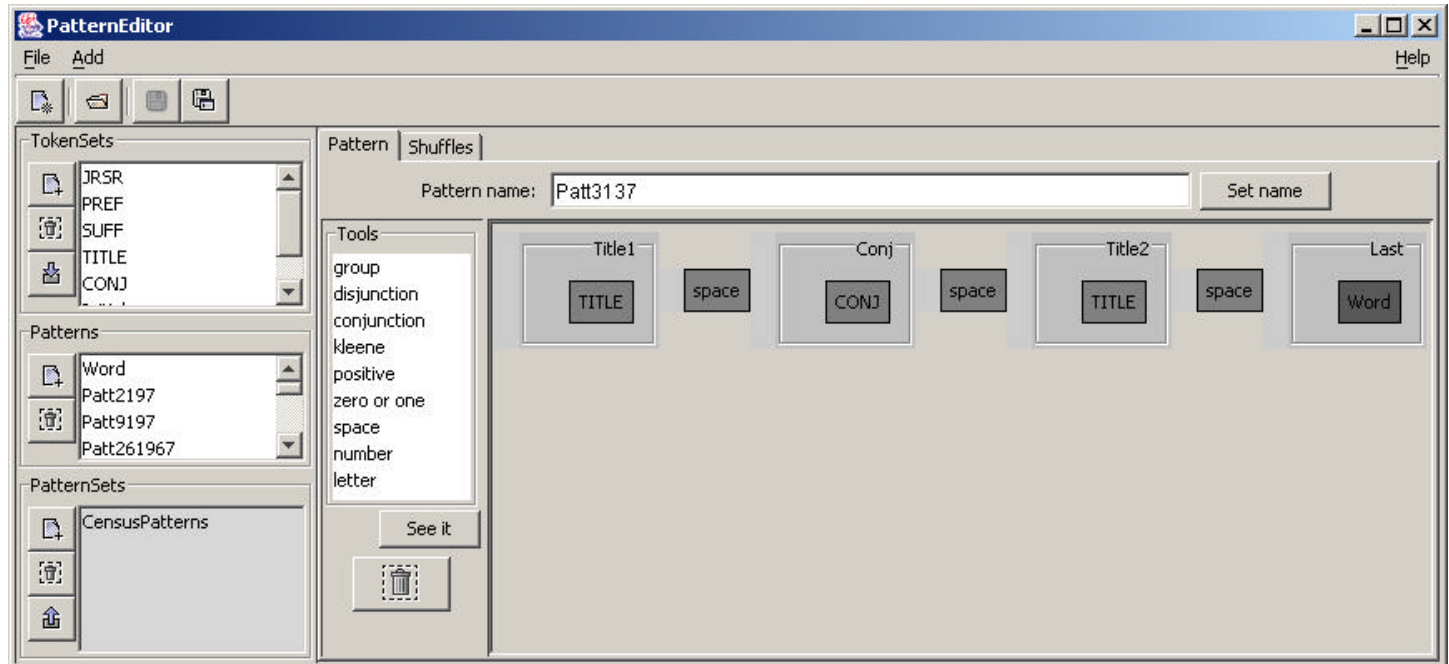 PatternEditor
File Add Help
TokenSets
JRSR
PREF
SUFF
TITLE
CONJ
Patterns
Word
Patt2197
Patt9197
Patt261967
PatternSets
CensusPatterns
Pattern Shuffles
Pattern name: Patt3137 Set name
Tools
group
disjunction
conjunction
kleene
positive
zero or one
space
number
letter
See it
Title1 Conj Title2 Last
TITLE space CONJ space TITLE space Word